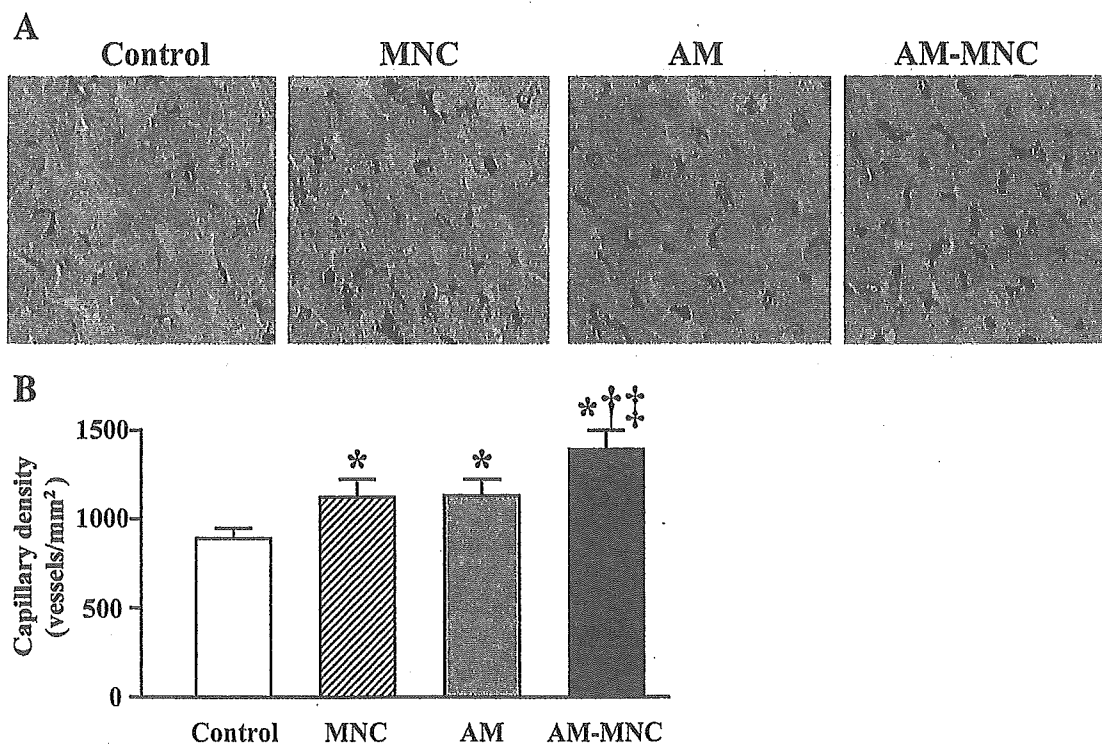 A
Control MNC AM AM-MNC
B
Capillary density
(vessels/mm²)
1500
1000
500
0
* * *†‡
Control MNC AM AM-MNC